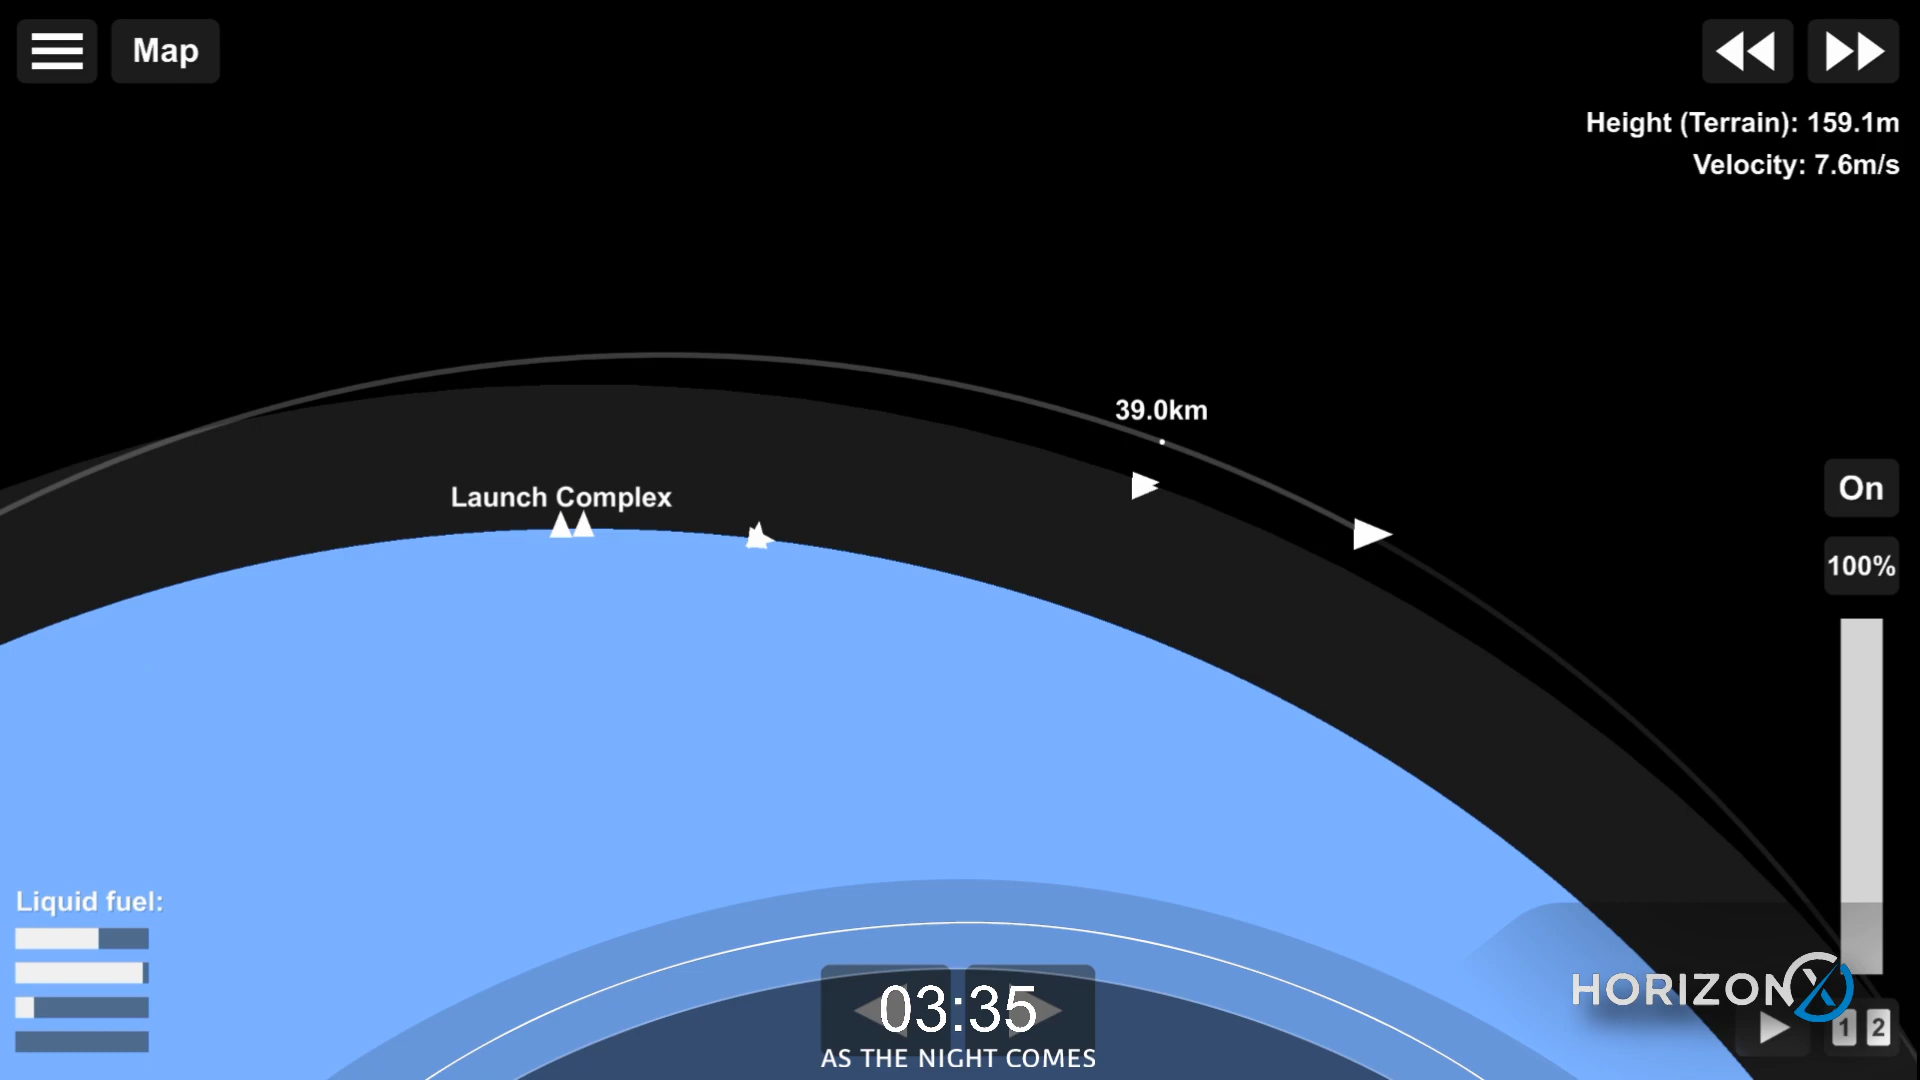 Map
Height (Terrain): 159.1m
Velocity: 7.6m/s
39.0km
Launch Complex
On
100%
Liquid fuel:
HORIZON X
03:35
1 2
AS THE NIGHT COMES